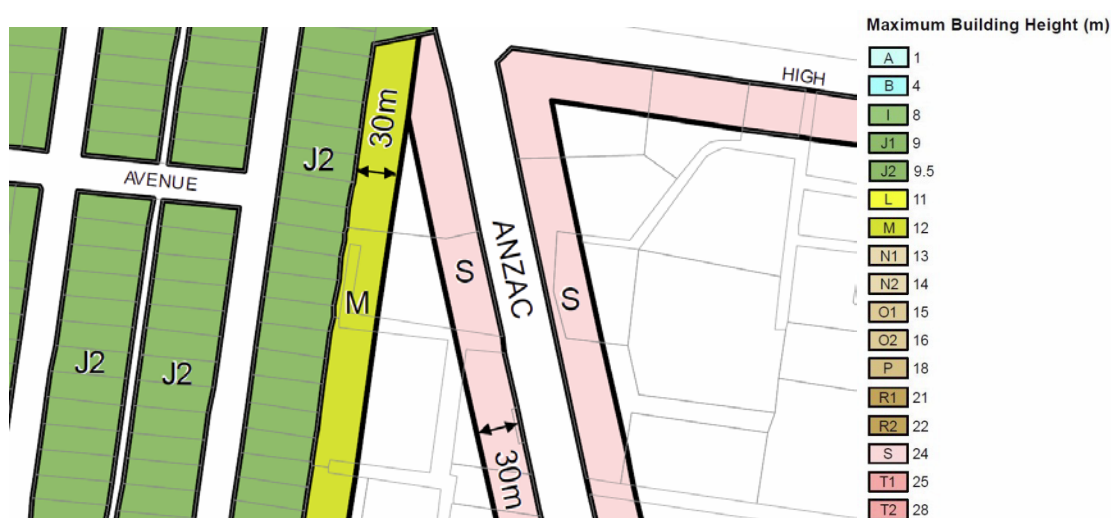 Maximum Building Height (m)
A 1
B 4
I 8
J1 9
J2 9.5
L 11
M 12
N1 13
N2 14
O1 15
O2 16
P 18
R1 21
R2 22
S 24
T1 25
T2 28
HIGH
30m
J2
AVENUE
ANZAC
S
S
M
J2
J2
30m